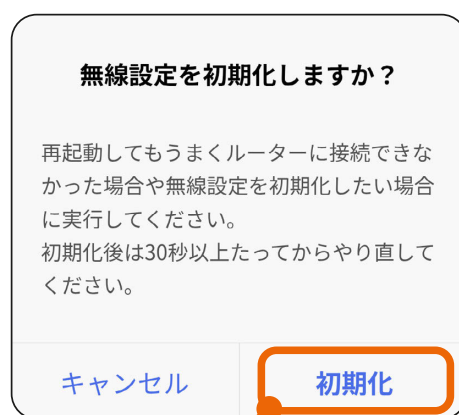 無線設定を初期化しますか？
再起動してもうまくルーターに接続できな
かった場合や無線設定を初期化したい場合
に実行してください。
初期化後は30秒以上たってからやり直して
ください。
キャンセル
初期化